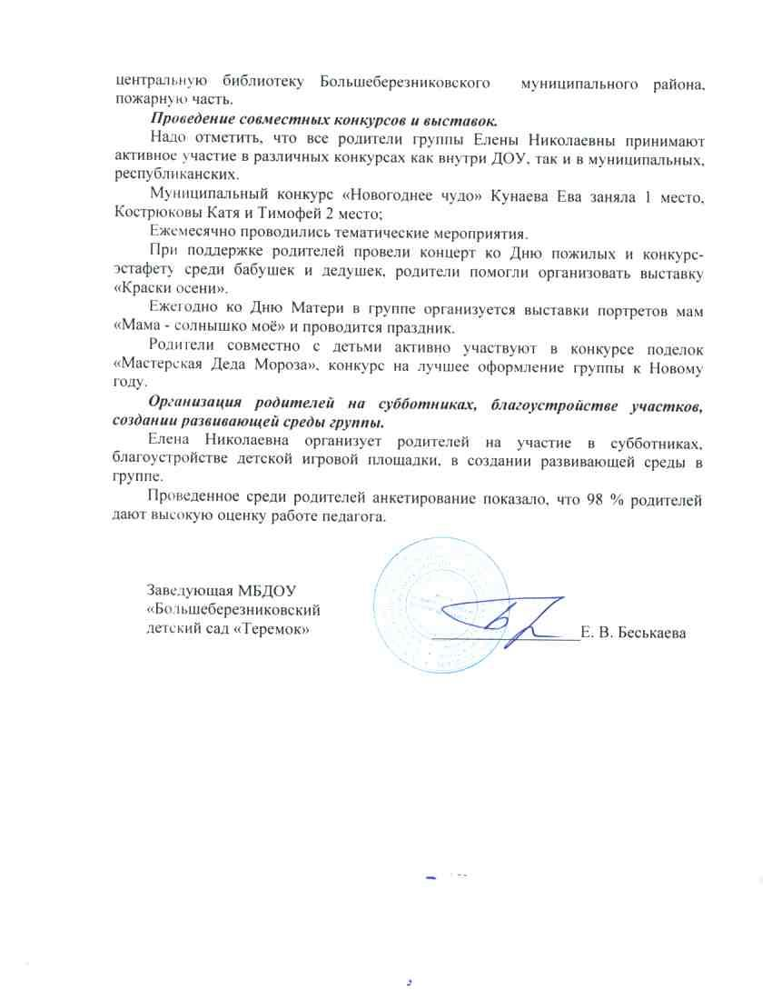 центральную библиотеку Большеберезниковского муниципального района,
пожарную часть.
Проведение совместных конкурсов и выставок.
Надо отметить, что все родители группы Елены Николаевны принимают
активное участие в различных конкурсах как внутри ДОУ, так и в муниципальных,
республиканских.
Муниципальный конкурс «Новогоднее чудо» Кунаева Ева заняла 1 место,
Кострюковы Катя и Тимофей 2 место;
Ежемесячно проводились тематические мероприятия.
При поддержке родителей провели концерт ко Дню пожилых и конкурс-
эстафету среди бабушек и дедушек, родители помогли организовать выставку
«Краски осени».
Ежегодно ко Дню Матери в группе организуется выставки портретов мам
«Мама - солнышко моё» и проводится праздник.
Родители совместно с детьми активно участвуют в конкурсе поделок
«Мастерская Деда Мороза», конкурс на лучшее оформление группы к Новому
году.
Организация родителей на субботниках, благоустройстве участков,
создании развивающей среды группы.
Елена Николаевна организует родителей на участие в субботниках,
благоустройстве детской игровой площадки, в создании развивающей среды в
группе.
Проведенное среди родителей анкетирование показало, что 98 % родителей
дают высокую оценку работе педагога.
Заведующая МБДОУ
«Большеберезниковский
детский сад «Теремок»
Е. В. Беськаева